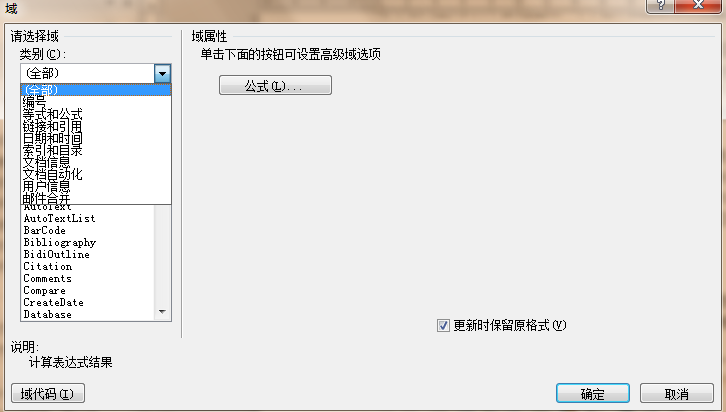 域
?
请选择域
类别(C):
(全部)
(全部)
编号
等式和公式
链接和引用
日期和时间
索引和目录
文档信息
文档自动化
用户信息
邮件合并
AutoText
AutoTextList
BarCode
Bibliography
BidiOutline
Citation
Comments
Compare
CreateDate
Database
域属性
单击下面的按钮可设置高级域选项
公式(L)...
更新时保留原格式(V)
说明:
计算表达式结果
域代码(I)
确定
取消